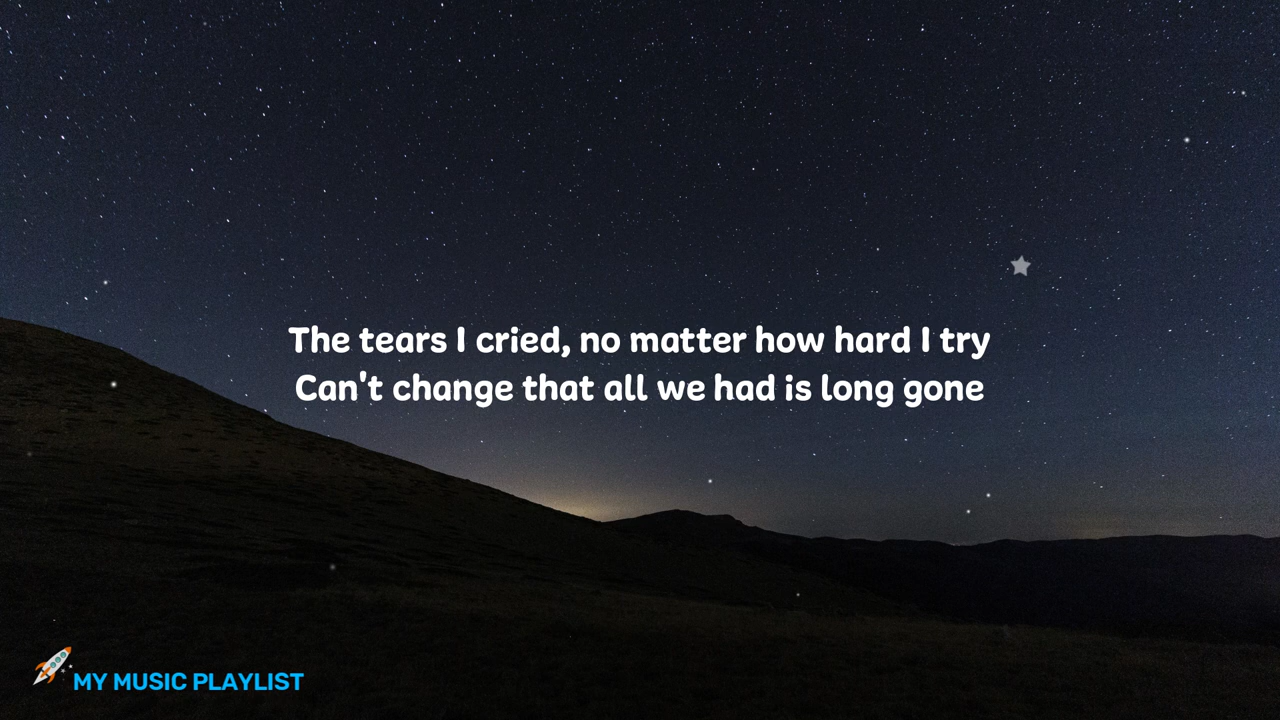 The tears I cried, no matter how hard I try
Can't change that all we had is long gone
MY MUSIC PLAYLIST